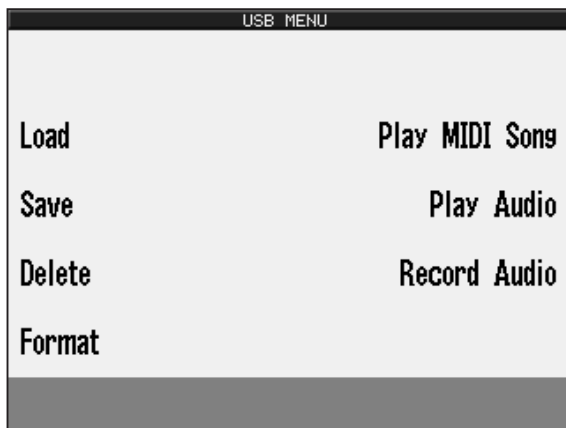 USB MENU
Load
Play MIDI Song
Save
Play Audio
Delete
Record Audio
Format